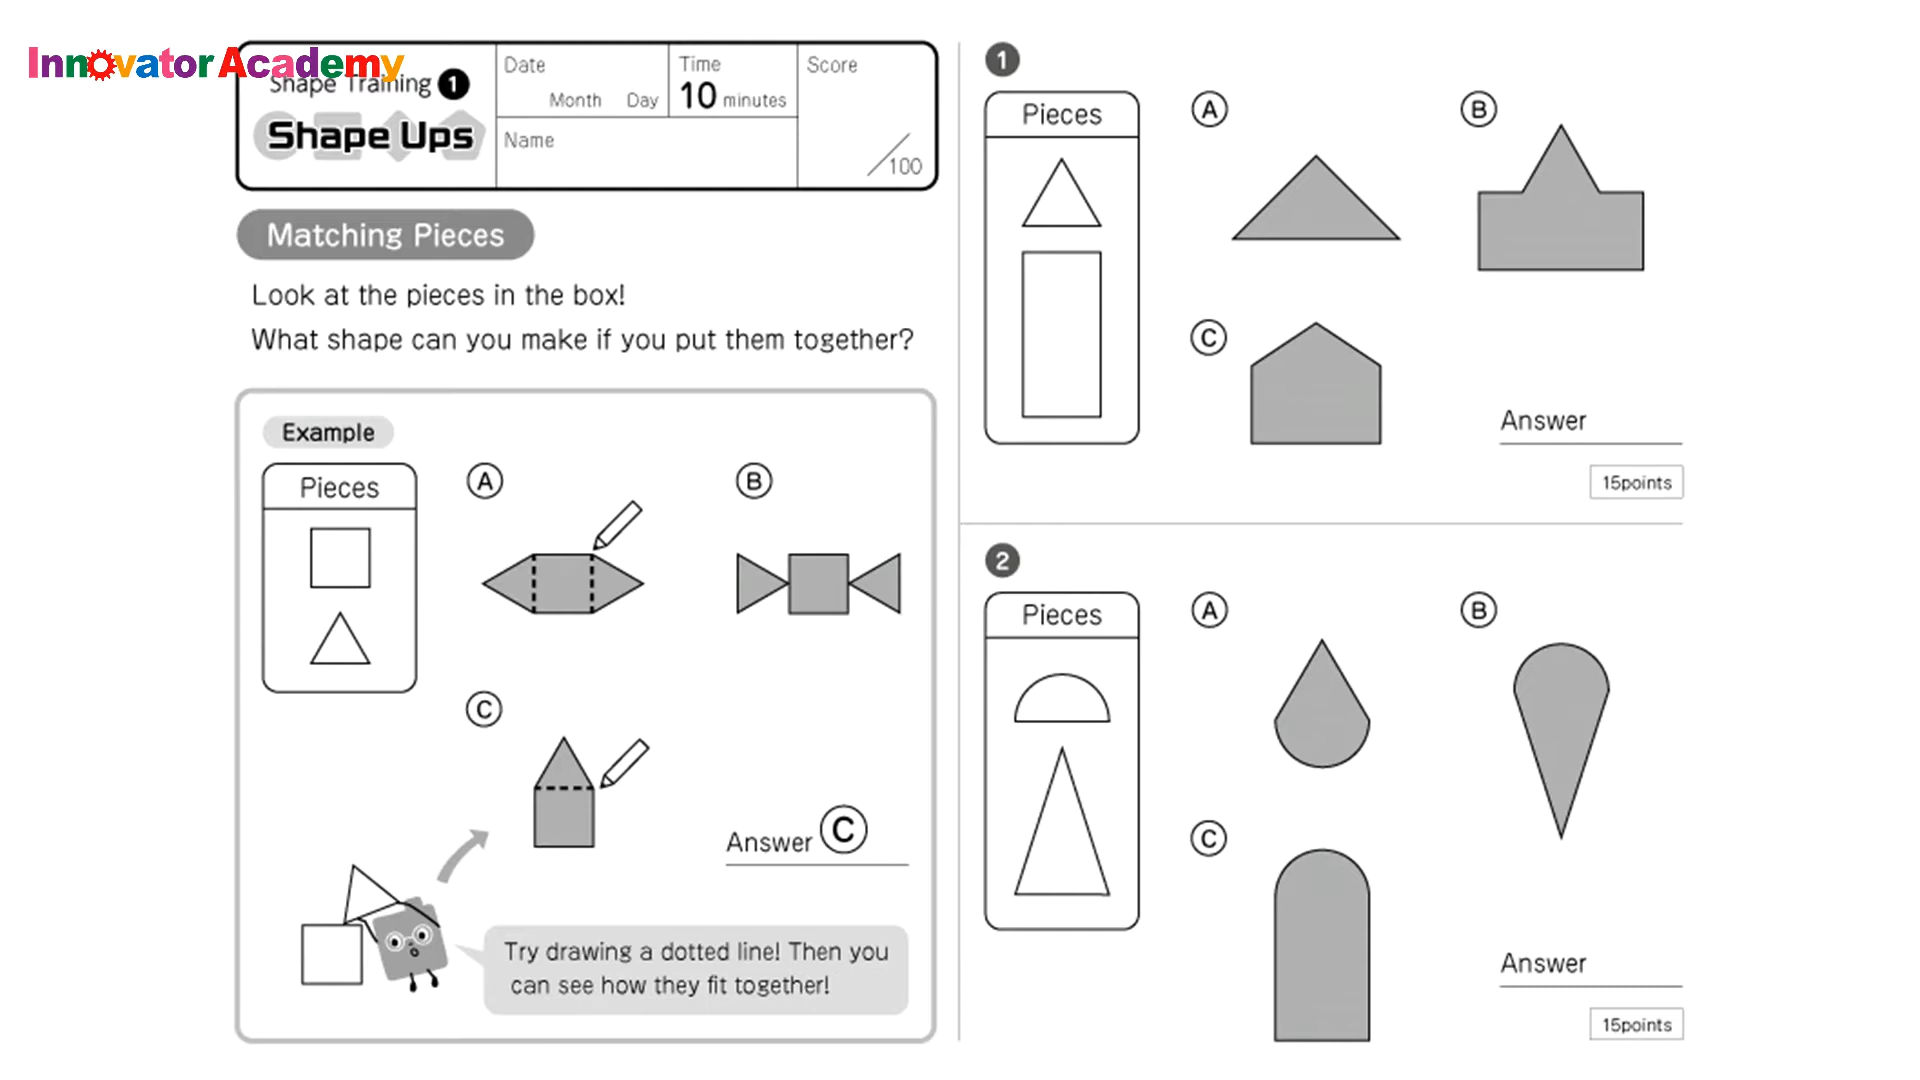 Innovator Academy
Shape Training 1
Shape Ups
Date
Month Day
Time
10 minutes
Name
Score
/100
Matching Pieces
Look at the pieces in the box!
What shape can you make if you put them together?
Example
Pieces
A
B
C
Answer C
Try drawing a dotted line! Then you
can see how they fit together!
1
Pieces
A
B
C
Answer
15points
2
Pieces
A
B
C
Answer
15points